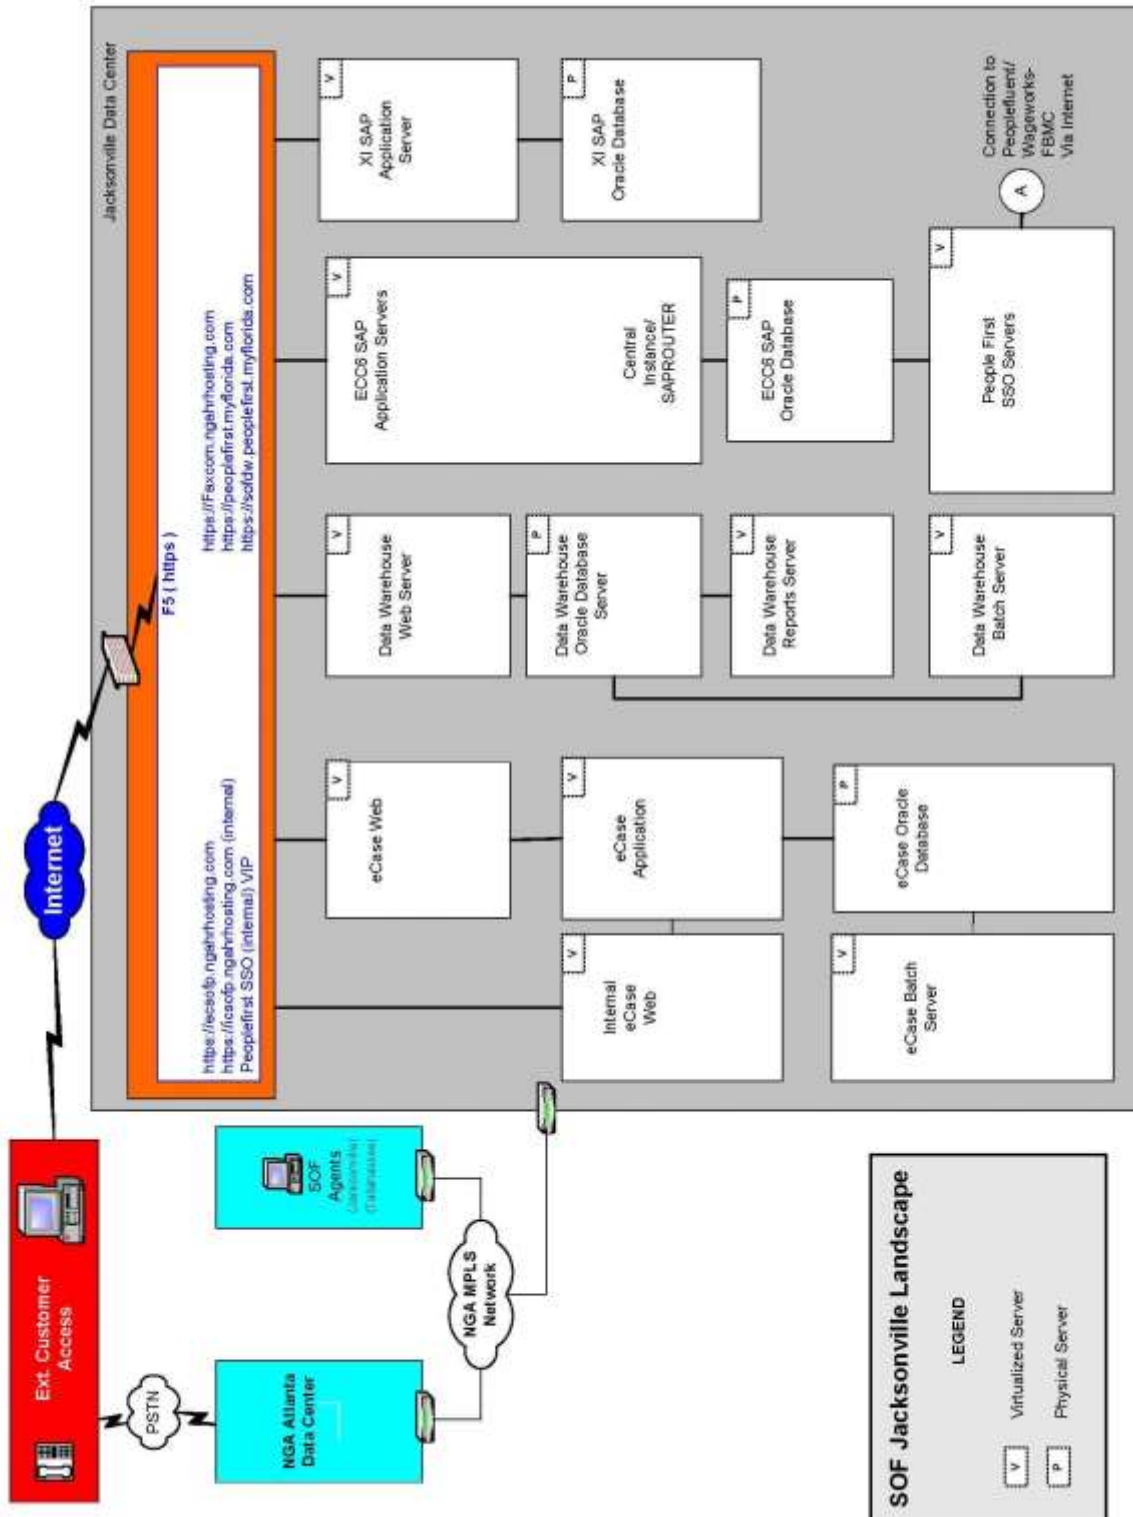 Ext. Customer
Access
Internet
PSTN
NGA Atlanta
Data Center
SOF
Agents
(Jacksonville/
(Tallahassee)
NGA MPLS
Network
Jacksonville Data Center
F5 ( https )
https://ecsofp.ngahrhosting.com
https://icsofp.ngahrhosting.com (internal)
Peoplefirst SSO (internal) VIP
https://Faxcom.ngahrhosting.com
https://peoplefirst.myflorida.com
https://sofdw.peoplefirst.myflorida.com
V
eCase Web
V
Data Warehouse
Web Server
V
ECC6 SAP
Application Servers
Central
Instance/
SAPROUTER
V
XI SAP
Application
Server
V
Internal
eCase
Web
V
eCase
Application
P
Data Warehouse
Oracle Database
Server
P
XI SAP
Oracle Database
V
Data Warehouse
Reports Server
P
ECC6 SAP
Oracle Database
V
eCase Batch
Server
P
eCase Oracle
Database
V
Data Warehouse
Batch Server
V
People First
SSO Servers
A
Connection to
Peoplefluent/
Wageworks-
FBMC
Via Internet
SOF Jacksonville Landscape
LEGEND
V
Virtualized Server
P
Physical Server